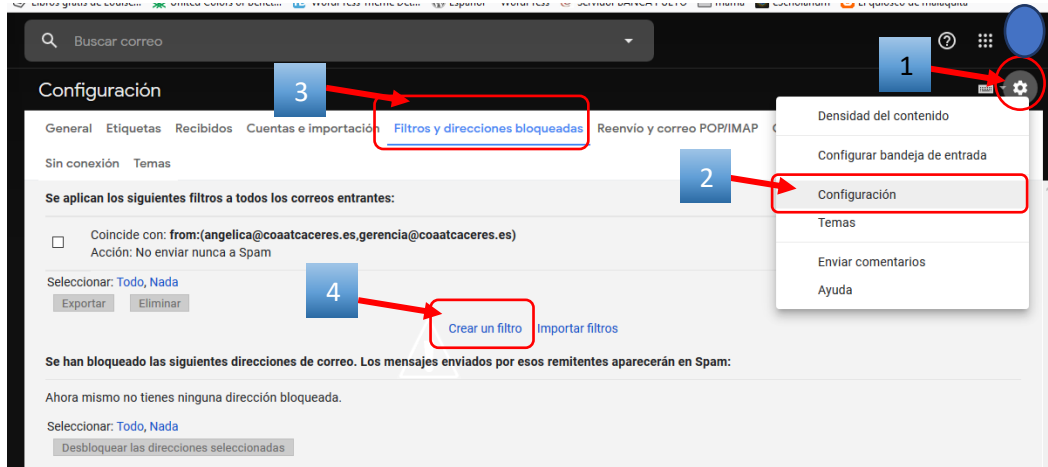 Buscar correo
1
Configuración
3
Densidad del contenido
General Etiquetas Recibidos Cuentas e importación Filtros y direcciones bloqueadas Reenvío y correo POP/IMAP
Configurar bandeja de entrada
Sin conexión Temas
2
Configuración
Se aplican los siguientes filtros a todos los correos entrantes:
Temas
Coincide con: from:(angelica@coaatcaceres.es,gerencia@coaatcaceres.es)
Acción: No enviar nunca a Spam
Enviar comentarios
Seleccionar: Todo, Nada
4
Ayuda
Exportar Eliminar
Crear un filtro Importar filtros
Se han bloqueado las siguientes direcciones de correo. Los mensajes enviados por esos remitentes aparecerán en Spam:
Ahora mismo no tienes ninguna dirección bloqueada.
Seleccionar: Todo, Nada
Desbloquear las direcciones seleccionadas